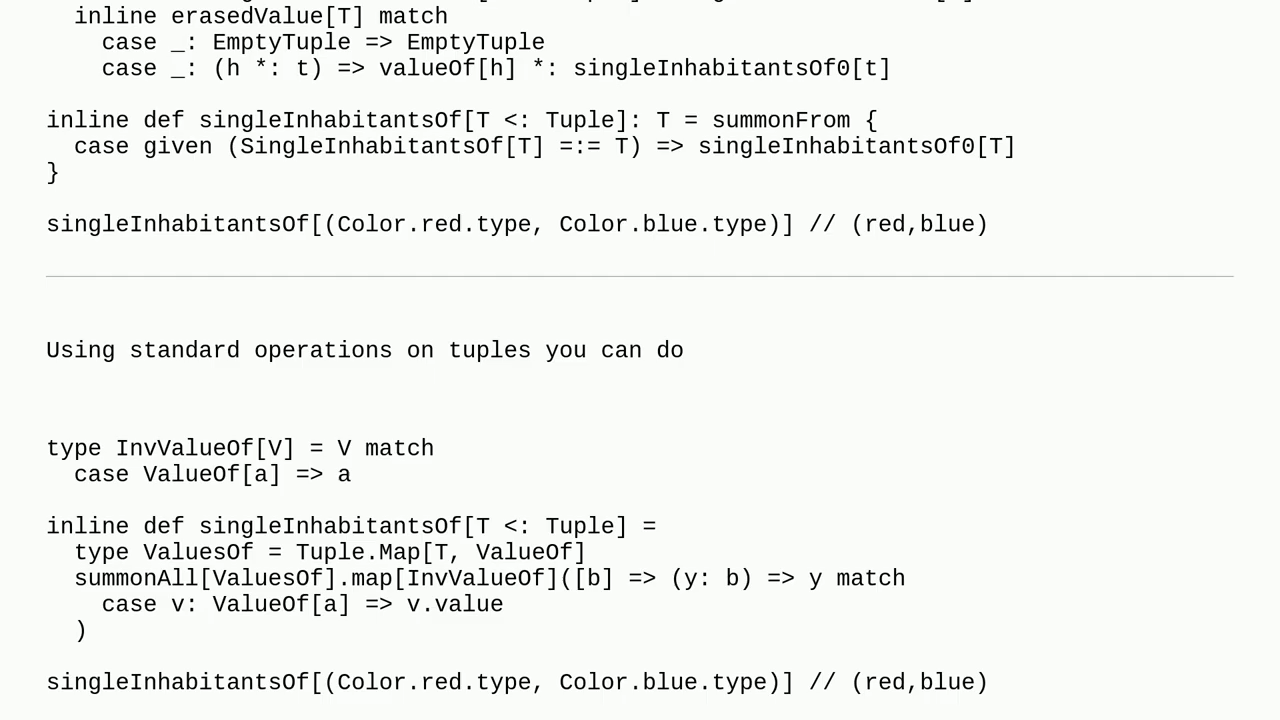 inline erasedValue[T] match
case _: EmptyTuple => EmptyTuple
case _: (h *: t) => valueOf[h] *: singleInhabitantsOf0[t]
inline def singleInhabitantsOf[T <: Tuple]: T = summonFrom {
case given (SingleInhabitantsOf[T] =:= T) => singleInhabitantsOf0[T]
}
singleInhabitantsOf[(Color.red.type, Color.blue.type)] // (red,blue)
Using standard operations on tuples you can do
type InvValueOf[V] = V match
case ValueOf[a] => a
inline def singleInhabitantsOf[T <: Tuple] =
type ValuesOf = Tuple.Map[T, ValueOf]
summonAll[ValuesOf].map[InvValueOf]([b] => (y: b) => y match
case v: ValueOf[a] => v.value
)
singleInhabitantsOf[(Color.red.type, Color.blue.type)] // (red,blue)